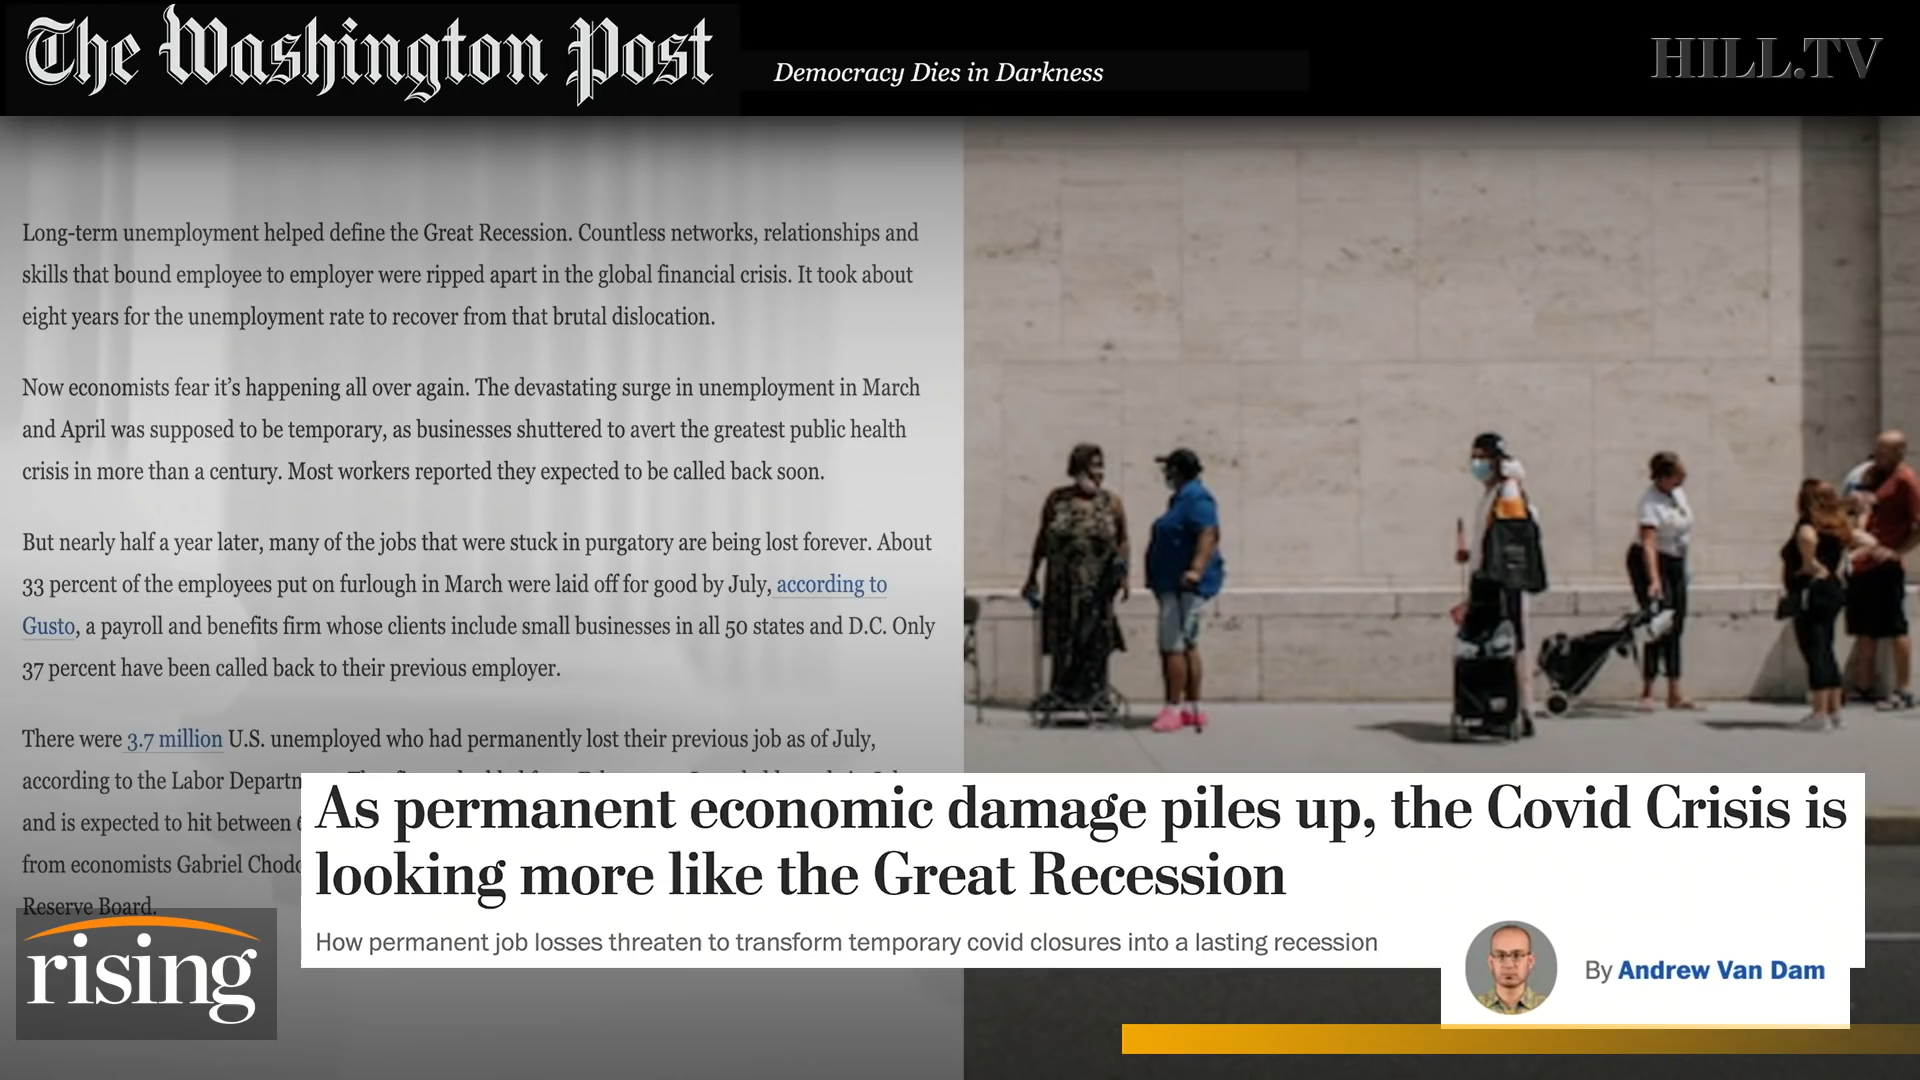 The Washington Post
Democracy Dies in Darkness
HILL.TV
Long-term unemployment helped define the Great Recession. Countless networks, relationships and
skills that bound employee to employer were ripped apart in the global financial crisis. It took about
eight years for the unemployment rate to recover from that brutal dislocation.
Now economists fear it's happening all over again. The devastating surge in unemployment in March
and April was supposed to be temporary, as businesses shuttered to avert the greatest public health
crisis in more than a century. Most workers reported they expected to be called back soon.
But nearly half a year later, many of the jobs that were stuck in purgatory are being lost forever. About
33 percent of the employees put on furlough in March were laid off for good by July, according to
Gusto, a payroll and benefits firm whose clients include small businesses in all 50 states and D.C. Only
37 percent have been called back to their previous employer.
There were 3.7 million U.S. unemployed who had permanently lost their previous job as of July,
according to the Labor
and is expected to hit between
from economists Gabriel
Reserve Board.
As permanent economic damage piles up, the Covid Crisis is
looking more like the Great Recession
How permanent job losses threaten to transform temporary covid closures into a lasting recession
By Andrew Van Dam
rising